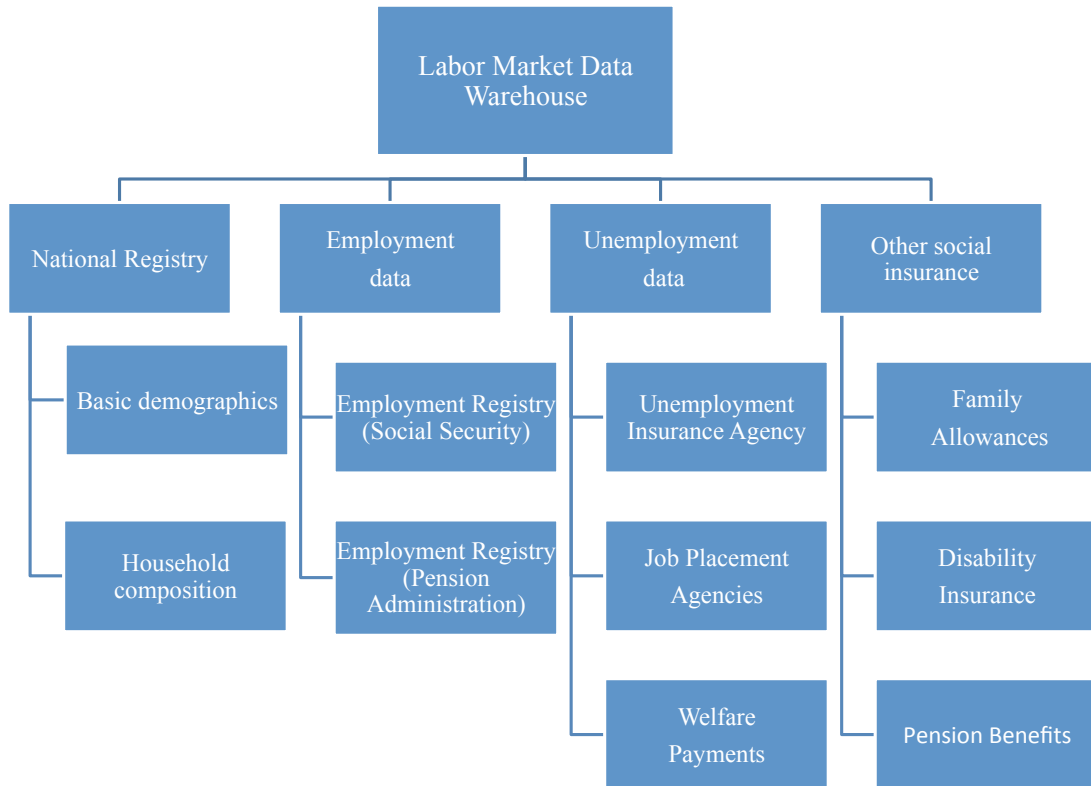 Labor Market Data
Warehouse
National Registry
Basic demographics
Household
composition
Employment
data
Employment Registry
(Social Security)
Employment Registry
(Pension
Administration)
Unemployment
data
Unemployment
Insurance Agency
Job Placement
Agencies
Welfare
Payments
Other social
insurance
Family
Allowances
Disability
Insurance
Pension Benefits